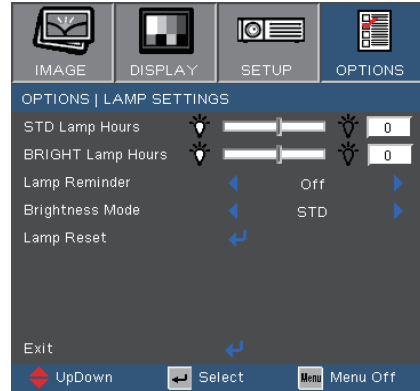 IMAGE DISPLAY SETUP OPTIONS
OPTIONS | LAMP SETTINGS
STD Lamp Hours 0
BRIGHT Lamp Hours 0
Lamp Reminder Off
Brightness Mode STD
Lamp Reset
Exit
UpDown Select Menu Menu Off